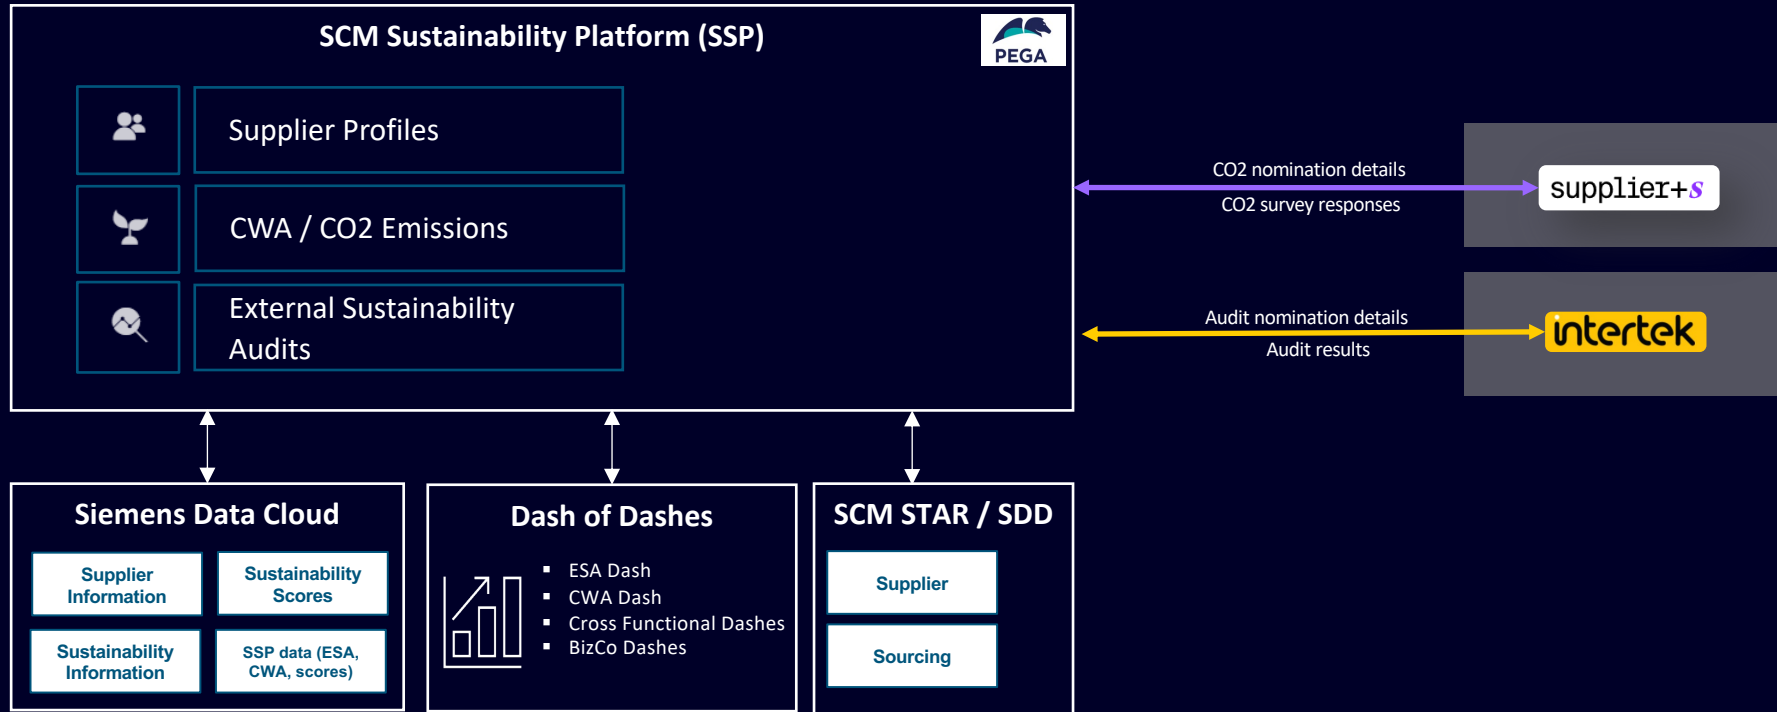 SCM Sustainability Platform (SSP)
PEGA
Supplier Profiles
CWA / CO2 Emissions
External Sustainability
Audits
CO2 nomination details
CO2 survey responses
supplier+s
Audit nomination details
Audit results
intertek
Siemens Data Cloud
Supplier
Information
Sustainability
Scores
Sustainability
Information
SSP data (ESA,
CWA, scores)
Dash of Dashes
▪ ESA Dash
▪ CWA Dash
▪ Cross Functional Dashes
▪ BizCo Dashes
SCM STAR / SDD
Supplier
Sourcing